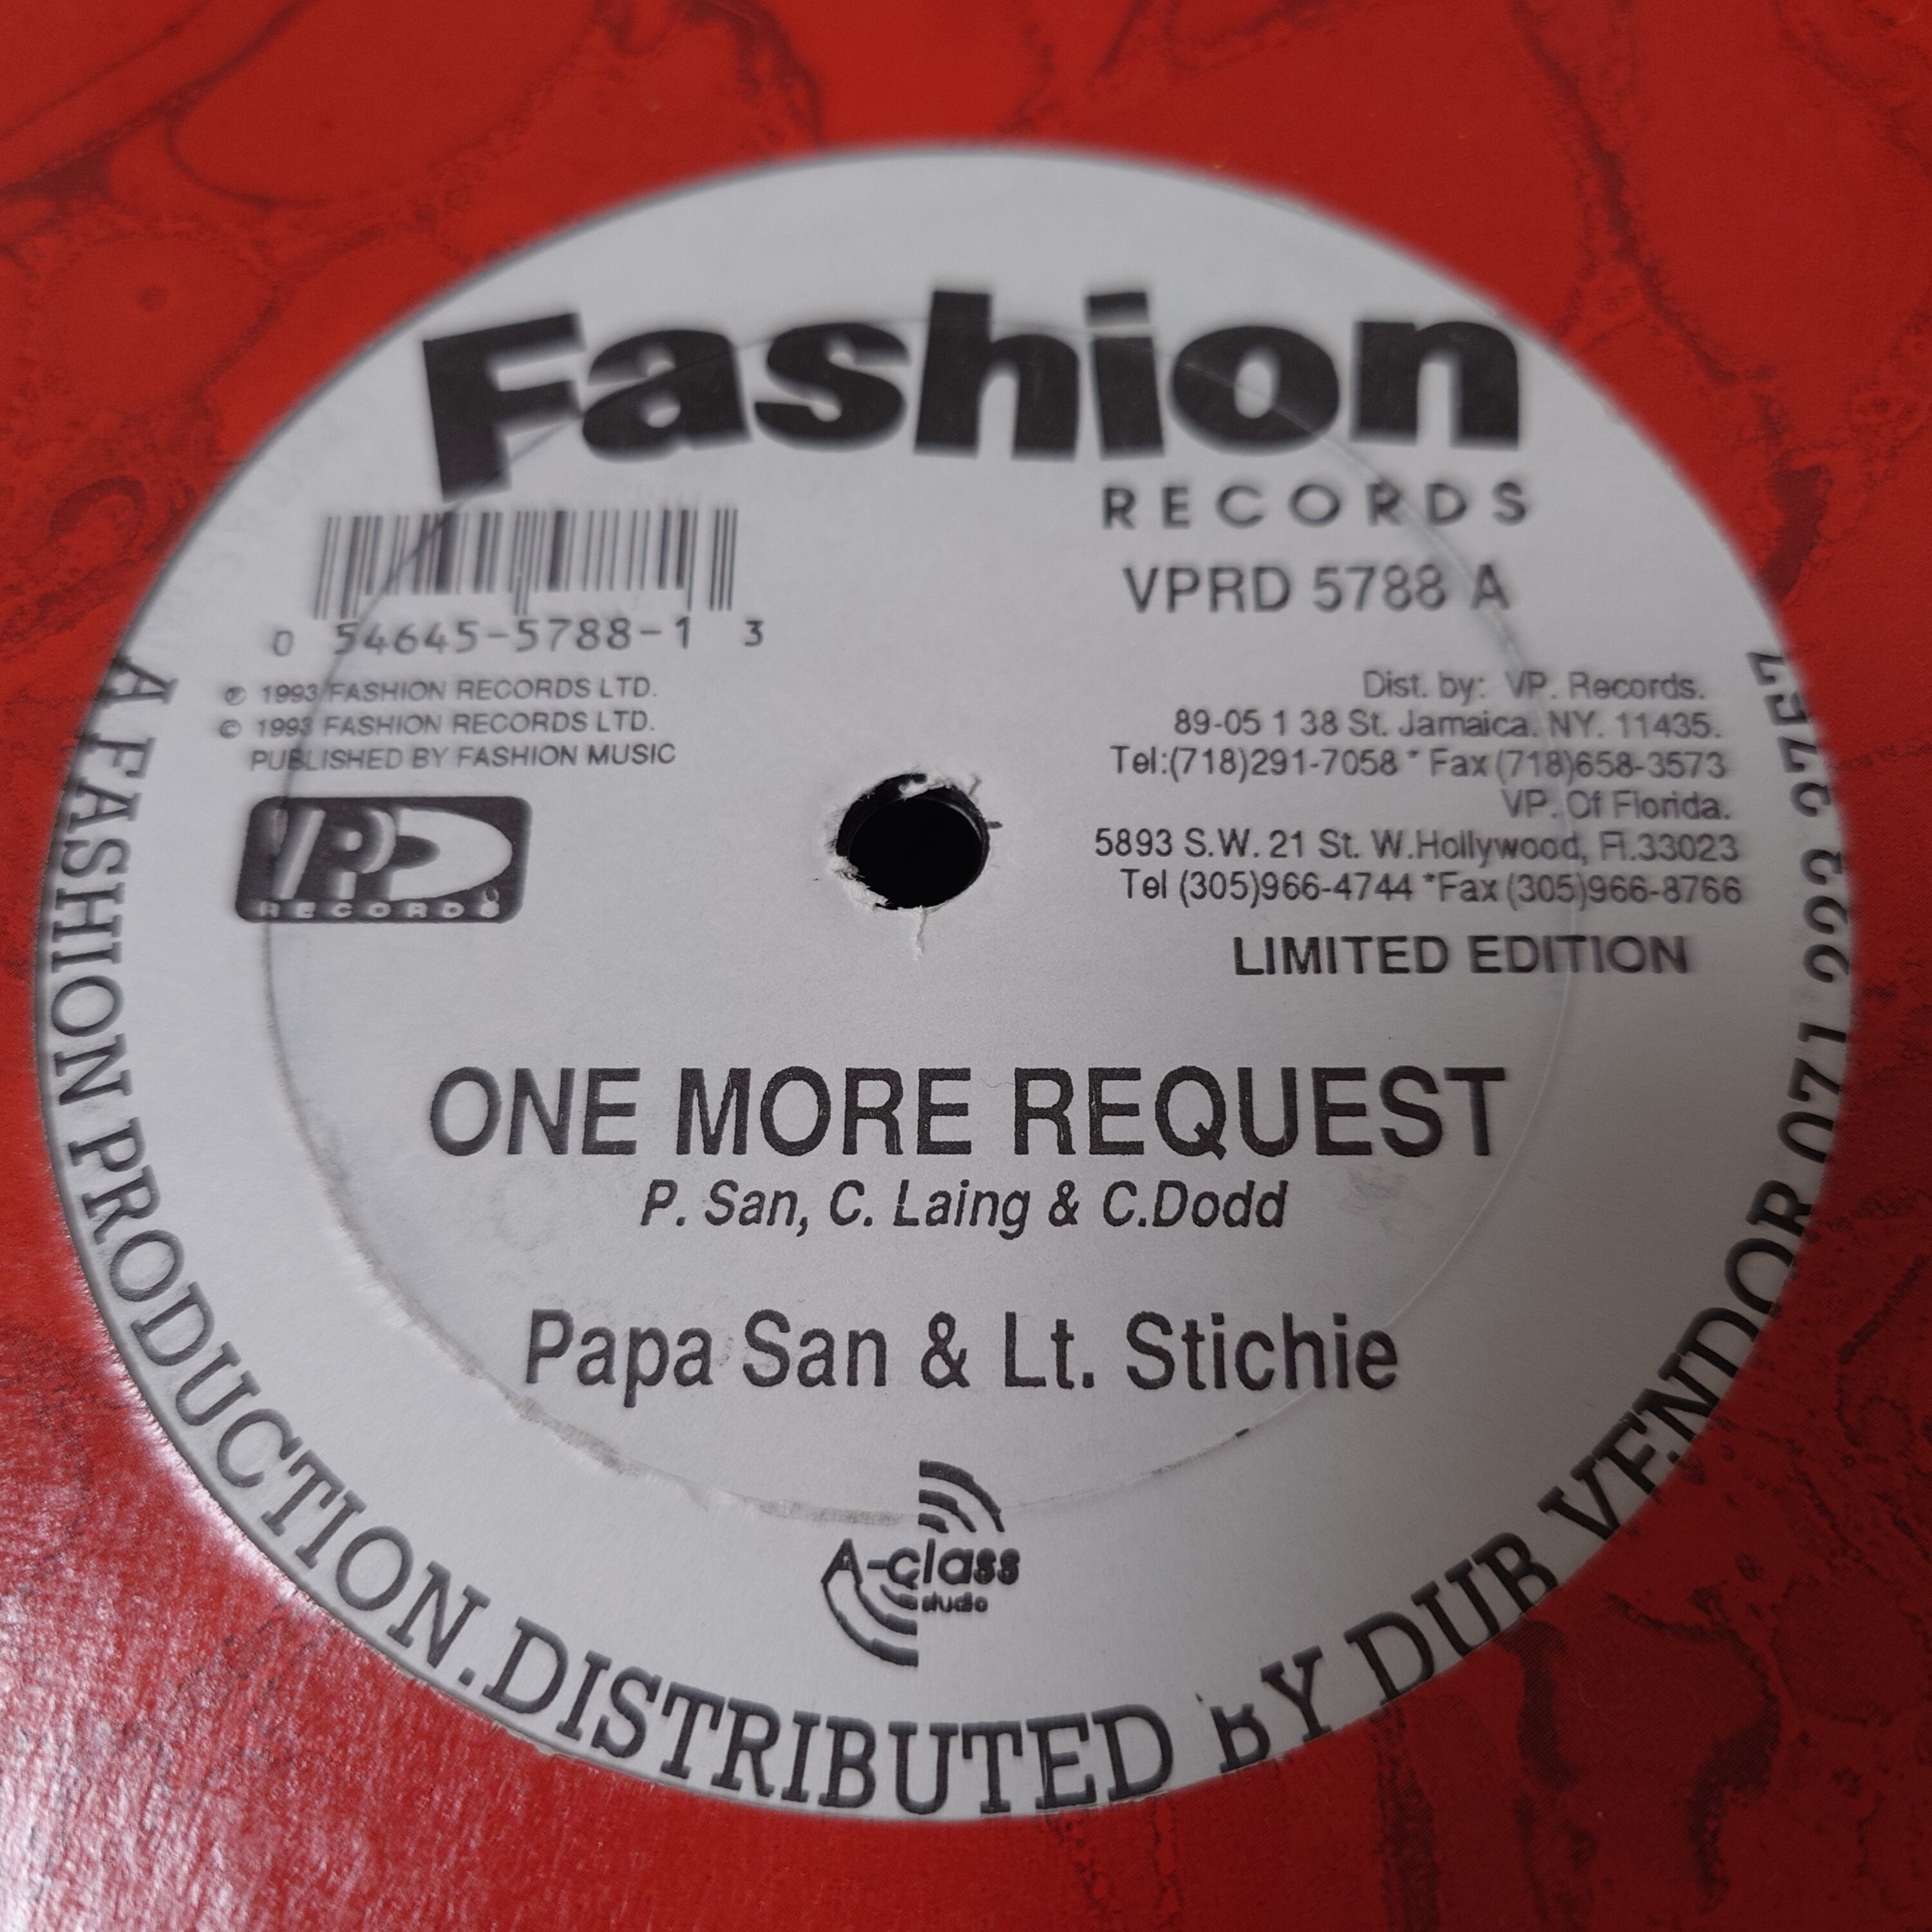 Fashion
RECORDS
VPRD 5788 A
0 54645-5788-1 3
℗ 1993 FASHION RECORDS LTD.
© 1993 FASHION RECORDS LTD.
PUBLISHED BY FASHION MUSIC
VP
RECORDS
Dist. by: VP. Records.
89-05 1 38 St. Jamaica. NY. 11435.
Tel:(718)291-7058 * Fax (718)658-3573
VP. Of Florida.
5893 S.W. 21 St. W.Hollywood, Fl.33023
Tel (305)966-4744 *Fax (305)966-8766
LIMITED EDITION
ONE MORE REQUEST
P. San, C. Laing & C.Dodd
Papa San & Lt. Stichie
A-class
studio
A FASHION PRODUCTION.DISTRIBUTED BY DUB VENDOR 071 223 3757